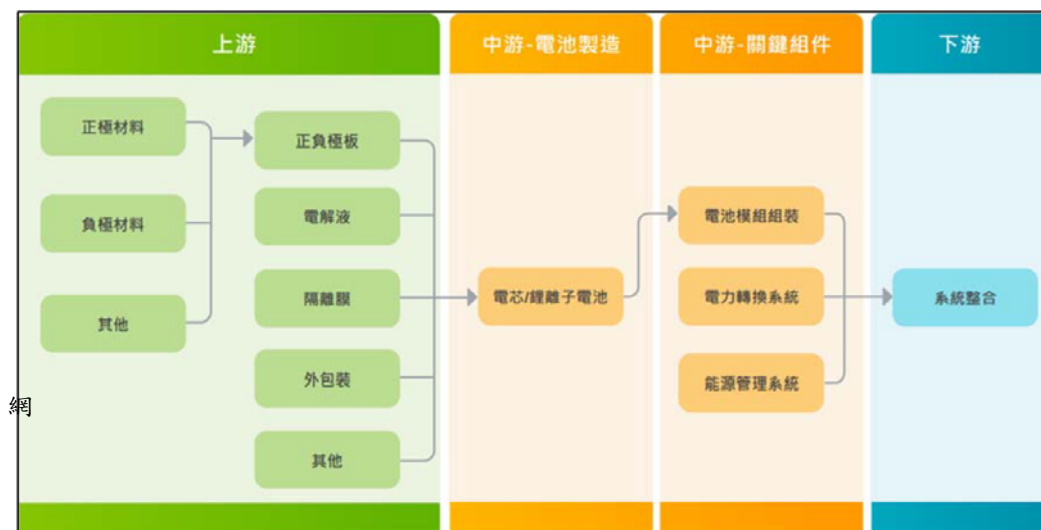 上游
中游-電池製造
中游-關鍵組件
下游
正極材料
負極材料
其他
正負極板
電解液
隔離膜
外包裝
其他
電芯/鋰離子電池
電池模組組裝
電力轉換系統
能源管理系統
系統整合
網